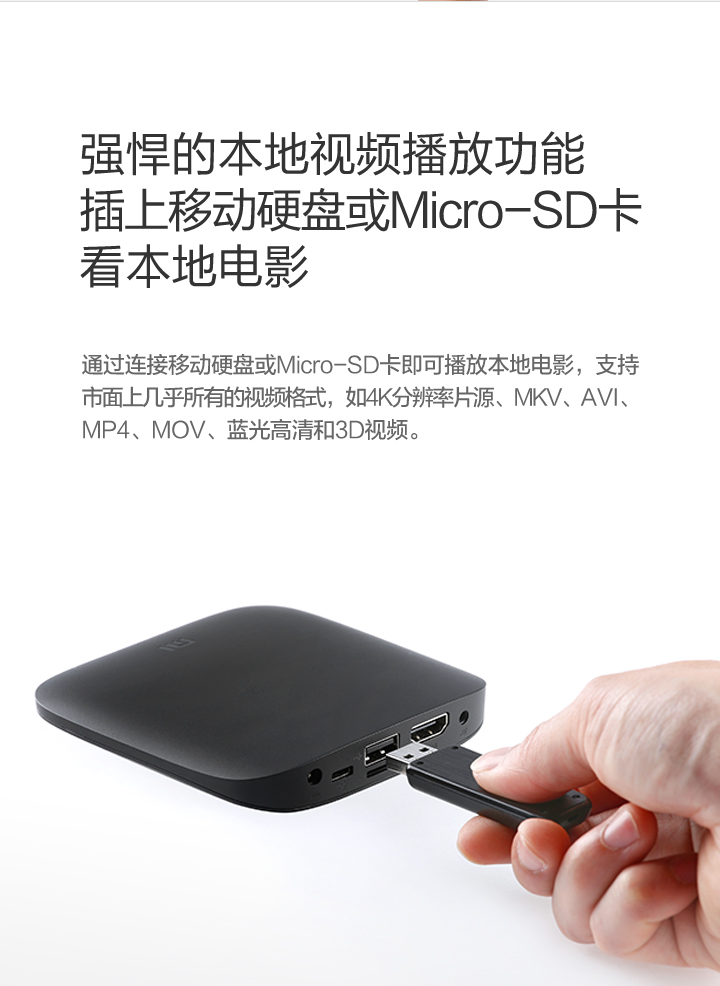 强悍的本地视频播放功能
插上移动硬盘或Micro-SD卡
看本地电影
通过连接移动硬盘或Micro-SD卡即可播放本地电影，支持
市面上几乎所有的视频格式，如4K分辨率片源、MKV、AVI、
MP4、MOV、蓝光高清和3D视频。